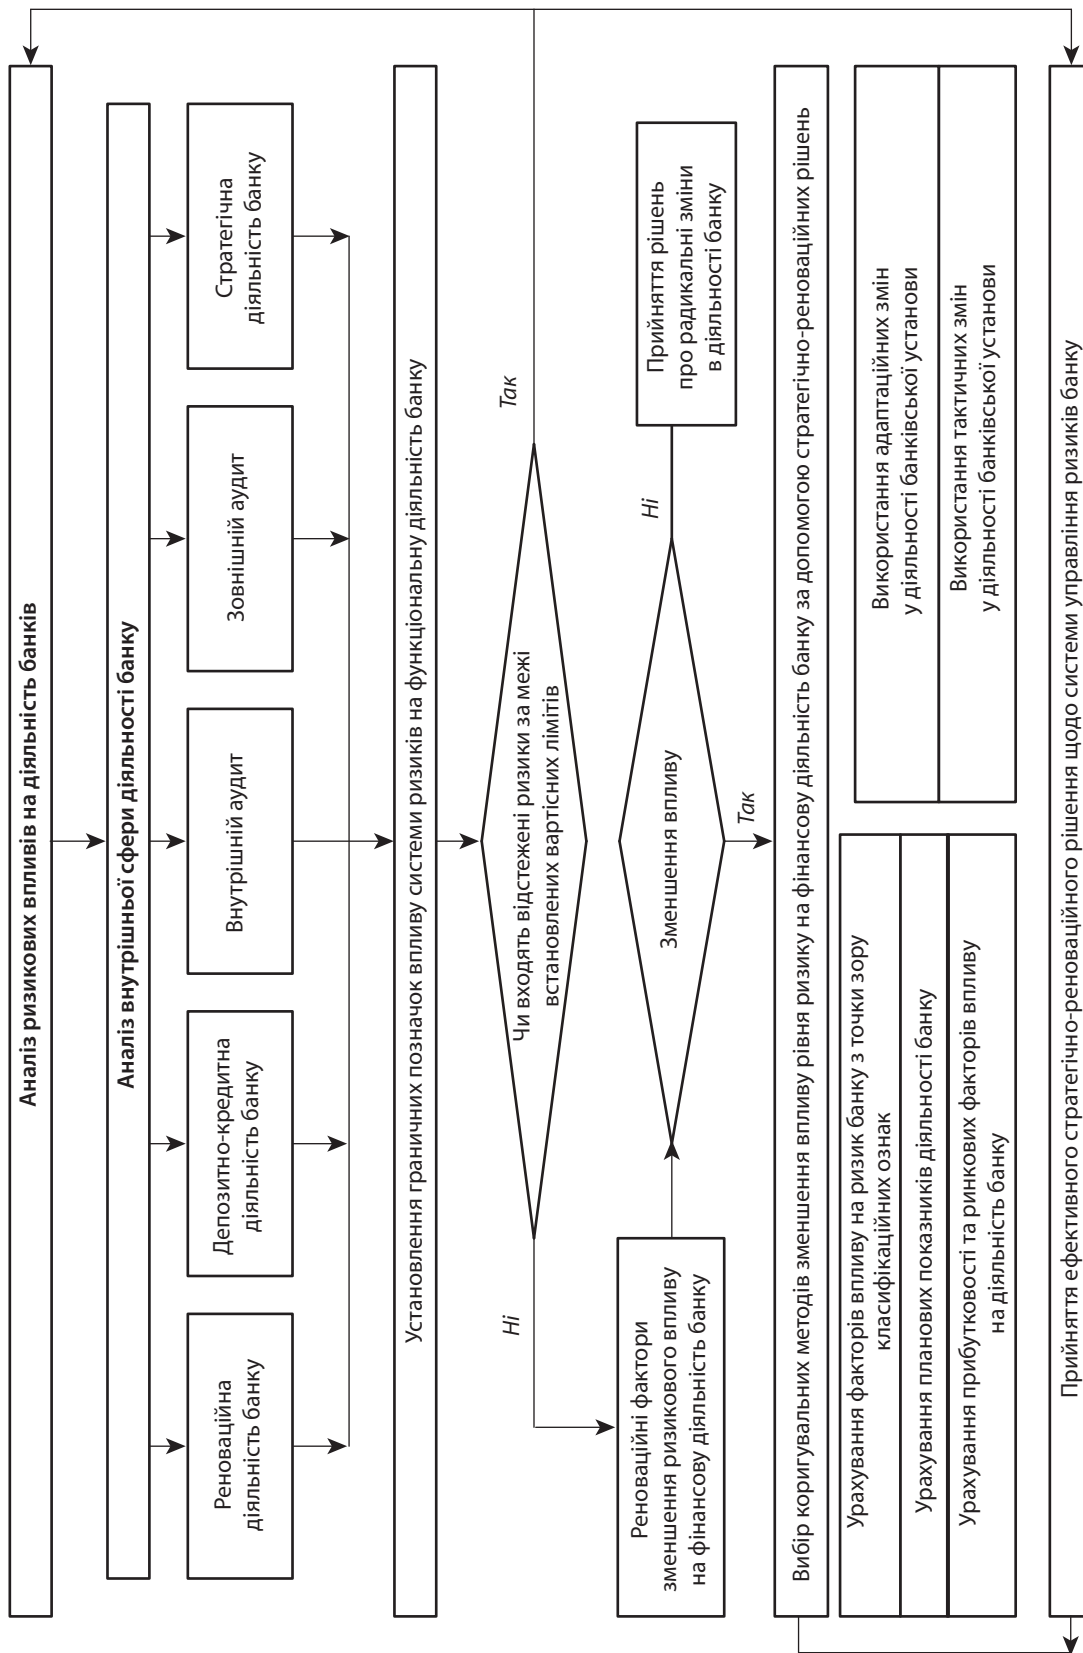 Аналіз ризикових впливів на діяльність банків
Аналіз внутрішньої сфери діяльності банку
Реноваційна
діяльність банку
Депозитно-кредитна
діяльність банку
Внутрішній аудит
Зовнішній аудит
Стратегічна
діяльність банку
Установлення граничних позначок впливу системи ризиків на функціональну діяльність банку
Чи входять відстежені ризики за межі
встановлених вартісних лімітів
Ні
Так
Реноваційні фактори
зменшення ризикового впливу
на фінансову діяльність банку
Зменшення впливу
Ні
Так
Прийняття рішень
про радикальні зміни
в діяльності банку
Вибір коригувальних методів зменшення впливу рівня ризику на фінансову діяльність банку за допомогою стратегічно-реноваційних рішень
Урахування факторів впливу на ризик банку з точки зору
класифікаційних ознак
Урахування планових показників діяльності банку
Урахування прибутковості та ринкових факторів впливу
на діяльність банку
Використання адаптаційних змін
у діяльності банківської установи
Використання тактичних змін
у діяльності банківської установи
Прийняття ефективного стратегічно-реноваційного рішення щодо системи управління ризиків банку